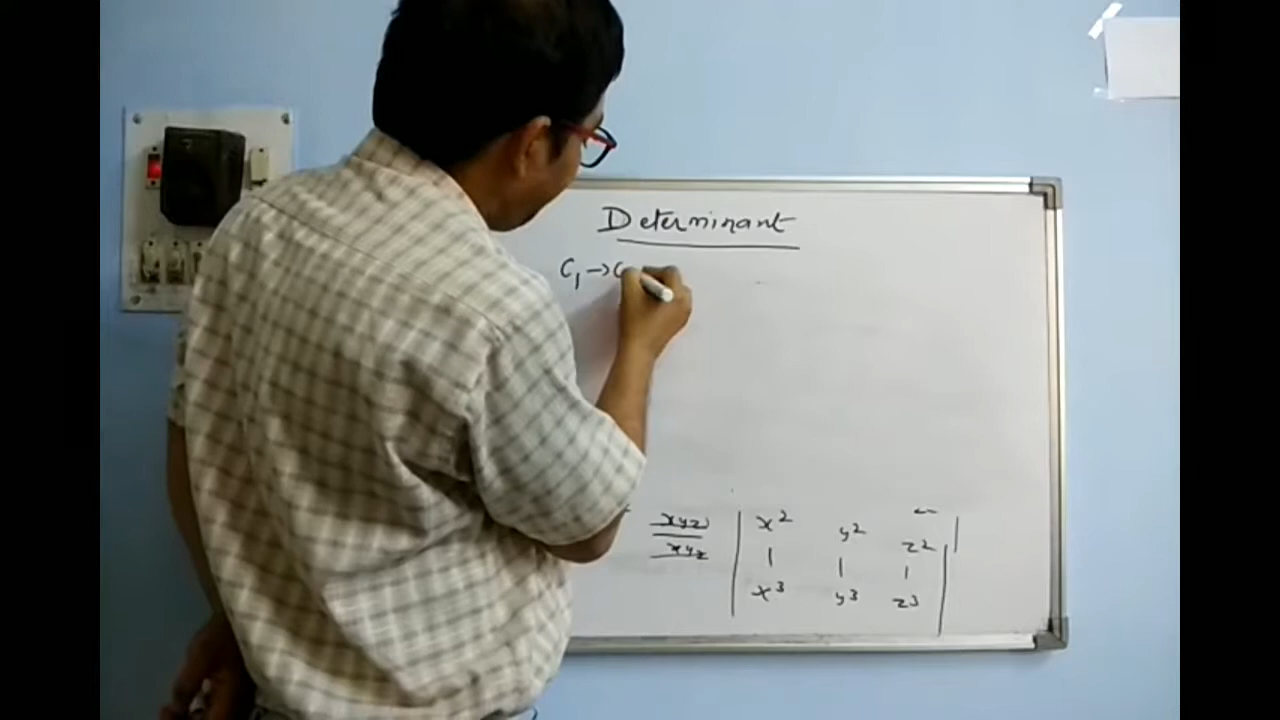 Determinant
C₁ → C
xyz x² y² z²
xyz 1 1 1
x³ y³ z³